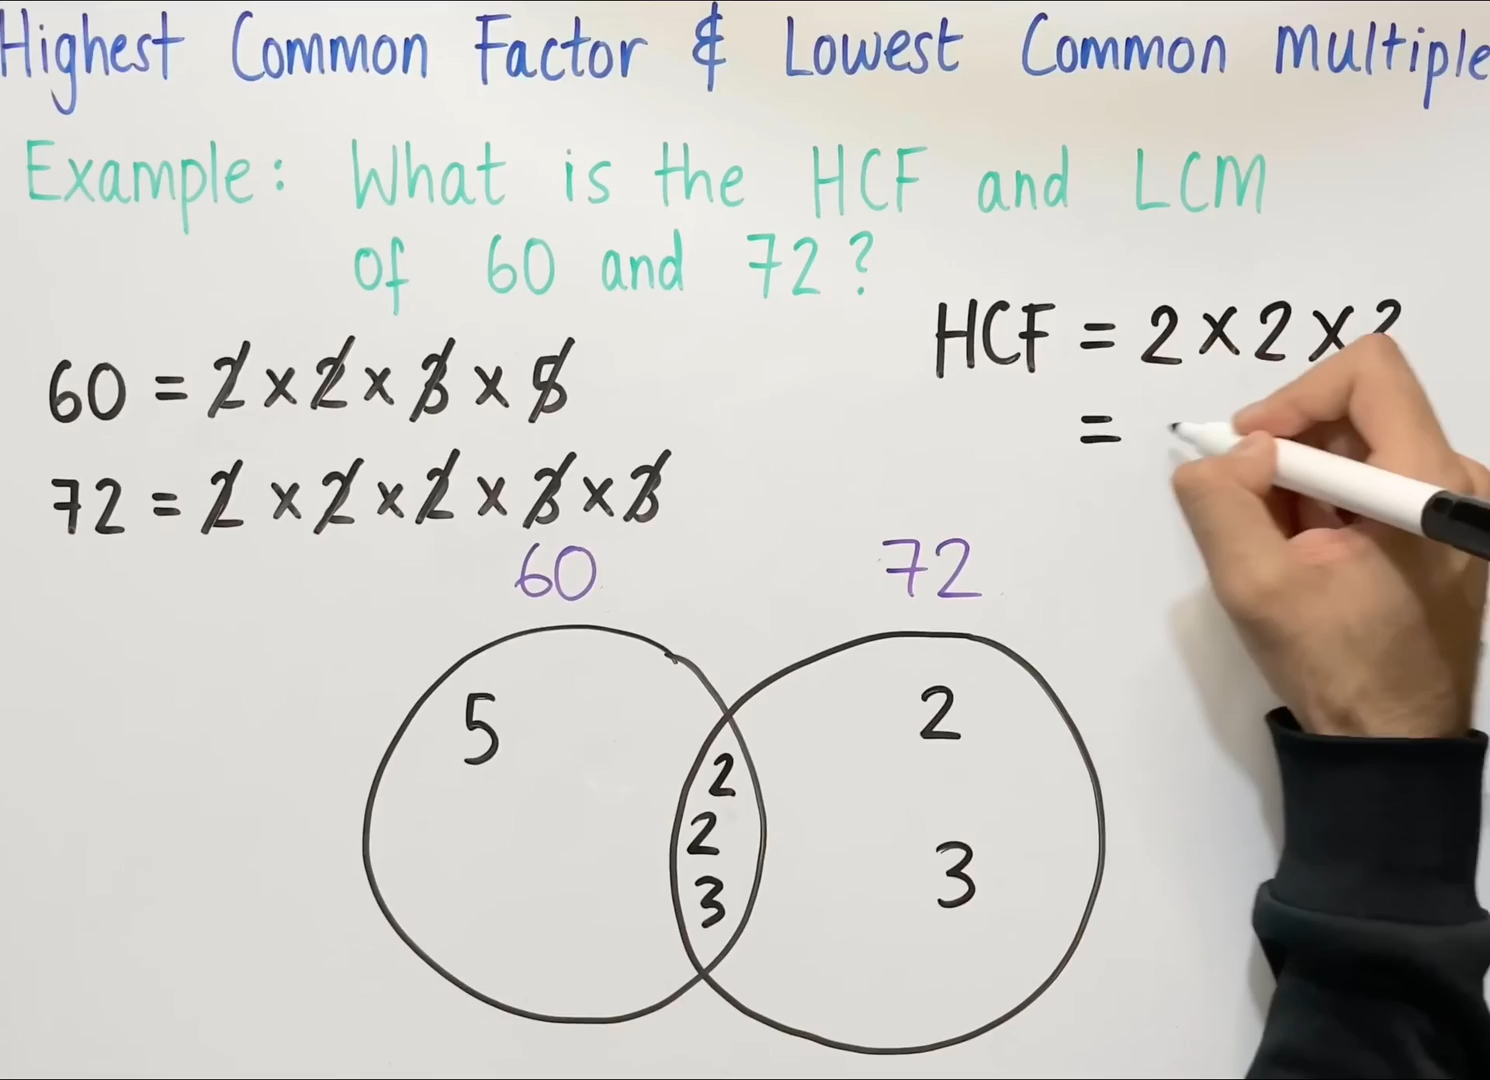 Highest Common Factor & Lowest Common Multiple
Example: What is the HCF and LCM
of 60 and 72?
HCF = 2 × 2 ×
=
60 = 2 × 2 × 3 × 5
72 = 2 × 2 × 2 × 3 × 3
60 72
5 2
2
2
3
3